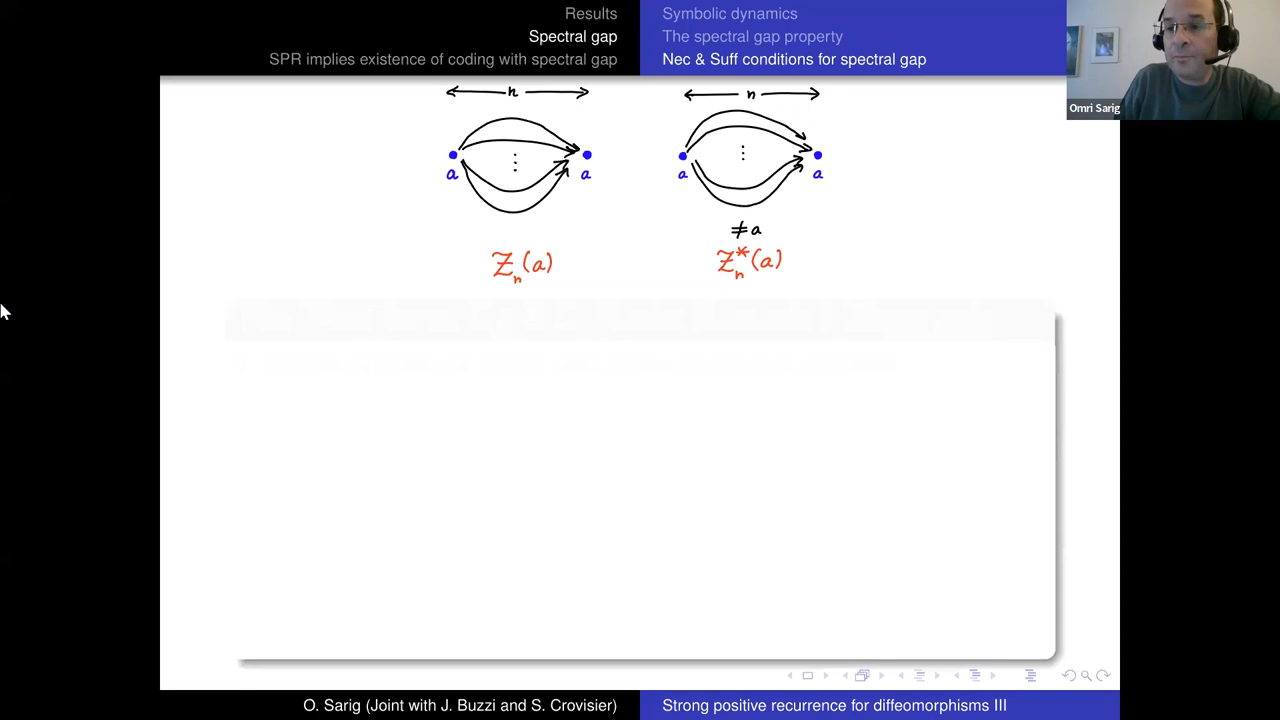 Results
Spectral gap
SPR implies existence of coding with spectral gap
Symbolic dynamics
The spectral gap property
Nec & Suff conditions for spectral gap
Omri Sarig
n
n
a
a
a
a
≠a
Z_n(a)
Z*_n(a)
O. Sarig (Joint with J. Buzzi and S. Crovisier)
Strong positive recurrence for diffeomorphisms III